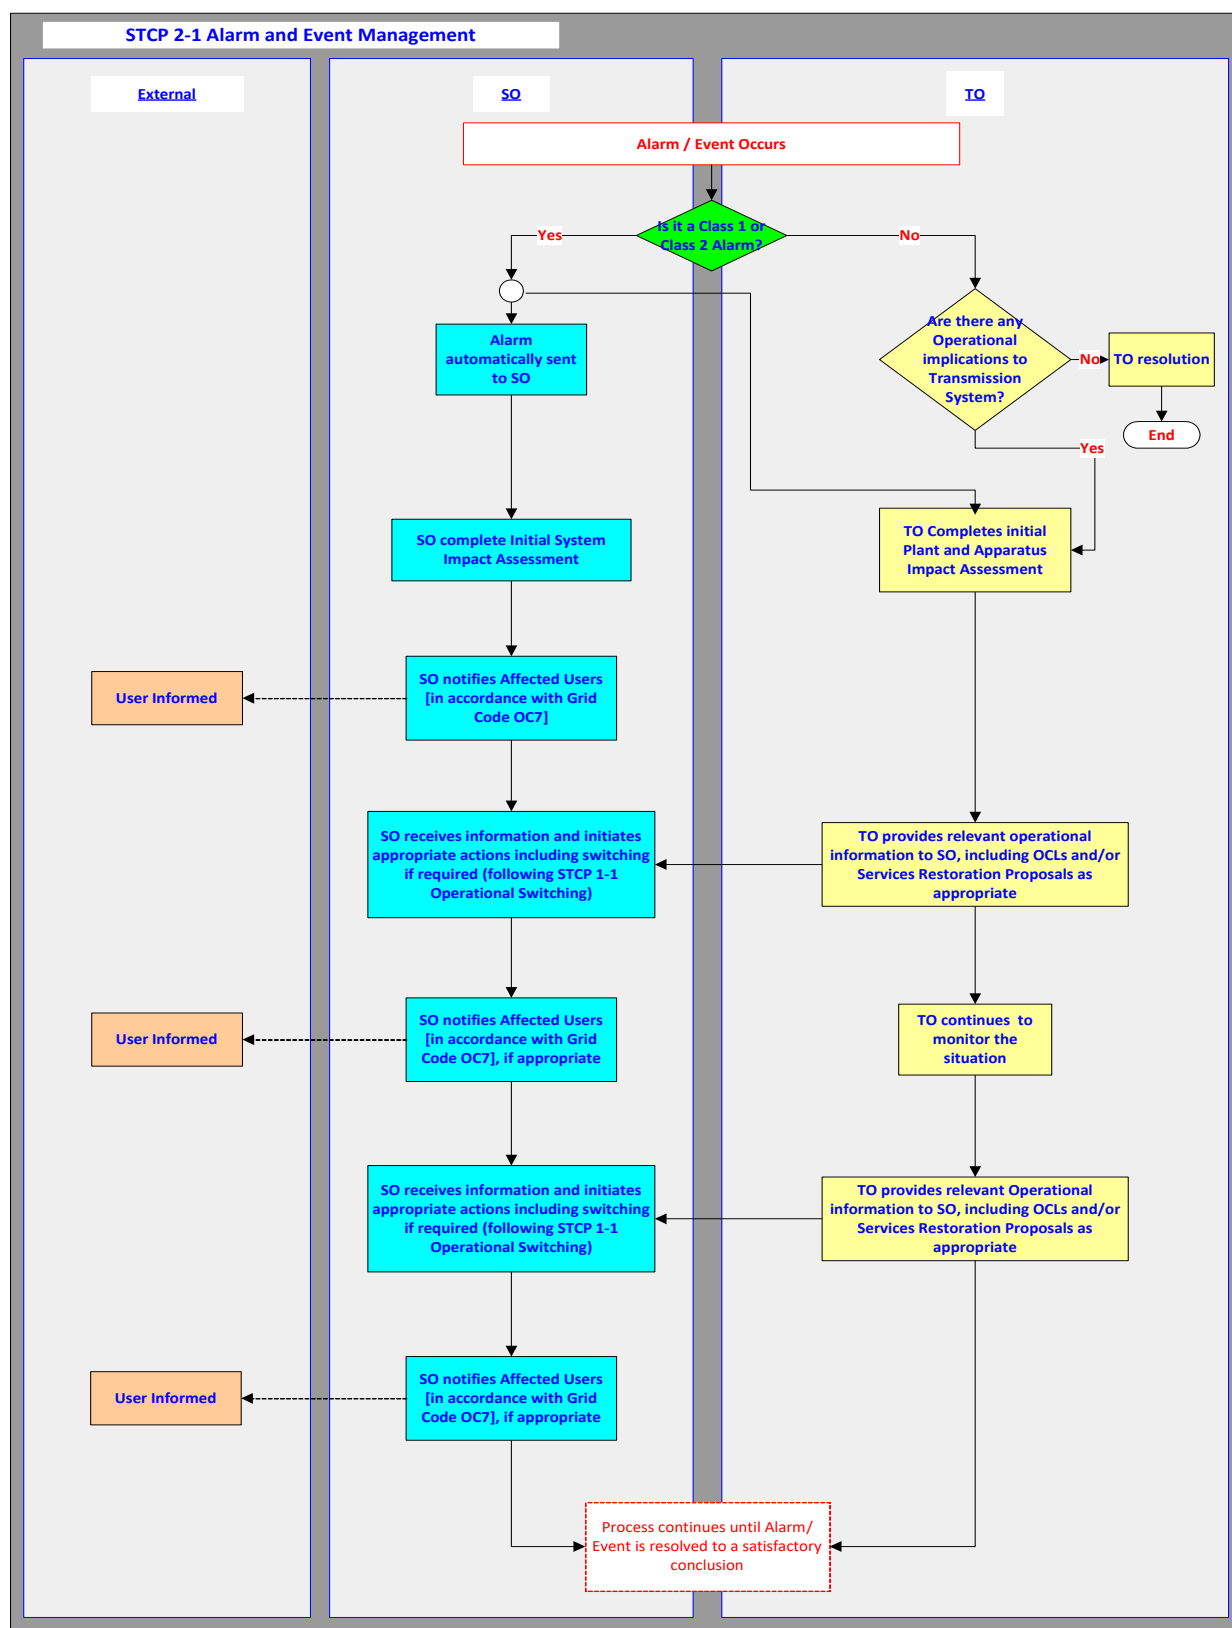 STCP 2-1 Alarm and Event Management
External
SO
TO
Alarm / Event Occurs
Is it a Class 1 or
Class 2 Alarm?
Yes
No
Alarm
automatically sent
to SO
Are there any
Operational
implications to
Transmission
System?
No
TO resolution
End
Yes
SO complete Initial System
Impact Assessment
TO Completes initial
Plant and Apparatus
Impact Assessment
User Informed
SO notifies Affected Users
[in accordance with Grid
Code OC7]
SO receives information and initiates
appropriate actions including switching
if required (following STCP 1-1
Operational Switching)
TO provides relevant operational
information to SO, including OCLs and/or
Services Restoration Proposals as
appropriate
User Informed
SO notifies Affected Users
[in accordance with Grid
Code OC7], if appropriate
TO continues to
monitor the
situation
SO receives information and initiates
appropriate actions including switching
if required (following STCP 1-1
Operational Switching)
TO provides relevant Operational
information to SO, including OCLs and/or
Services Restoration Proposals as
appropriate
User Informed
SO notifies Affected Users
[in accordance with Grid
Code OC7], if appropriate
Process continues until Alarm/
Event is resolved to a satisfactory
conclusion